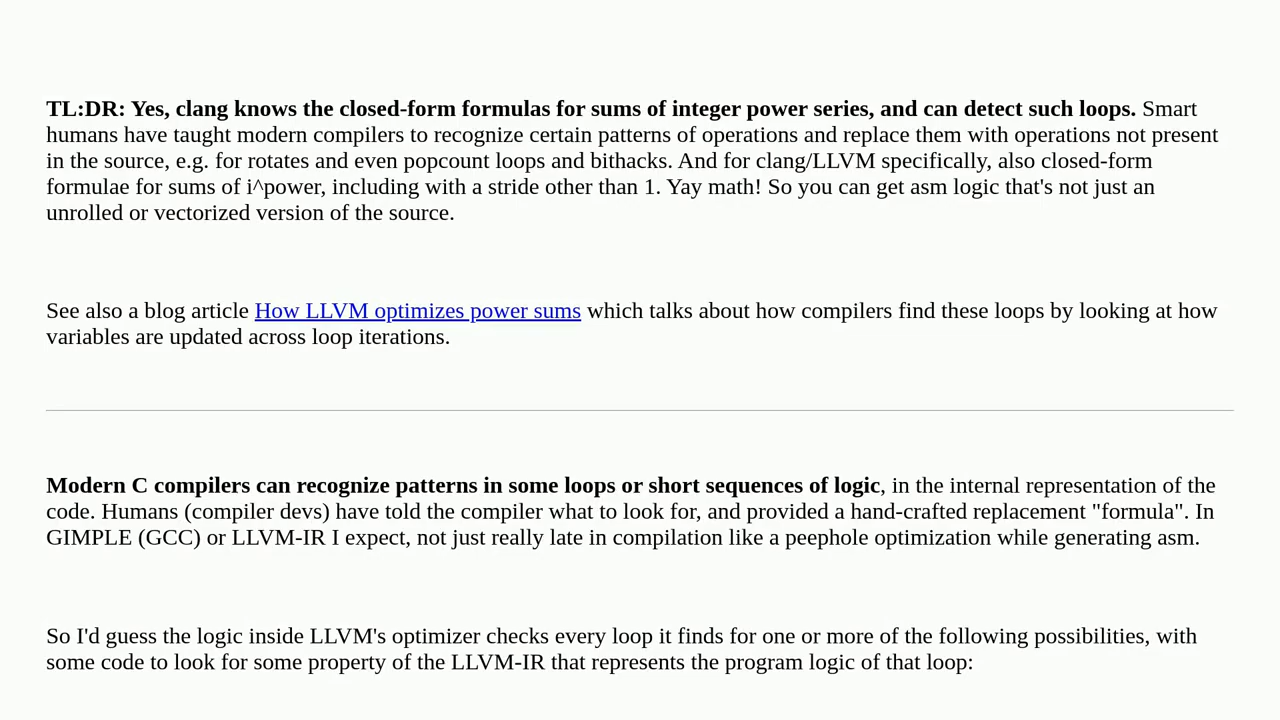 TL:DR: Yes, clang knows the closed-form formulas for sums of integer power series, and can detect such loops. Smart
humans have taught modern compilers to recognize certain patterns of operations and replace them with operations not present
in the source, e.g. for rotates and even popcount loops and bithacks. And for clang/LLVM specifically, also closed-form
formulae for sums of i^power, including with a stride other than 1. Yay math! So you can get asm logic that's not just an
unrolled or vectorized version of the source.
See also a blog article How LLVM optimizes power sums which talks about how compilers find these loops by looking at how
variables are updated across loop iterations.
Modern C compilers can recognize patterns in some loops or short sequences of logic, in the internal representation of the
code. Humans (compiler devs) have told the compiler what to look for, and provided a hand-crafted replacement "formula". In
GIMPLE (GCC) or LLVM-IR I expect, not just really late in compilation like a peephole optimization while generating asm.
So I'd guess the logic inside LLVM's optimizer checks every loop it finds for one or more of the following possibilities, with
some code to look for some property of the LLVM-IR that represents the program logic of that loop: